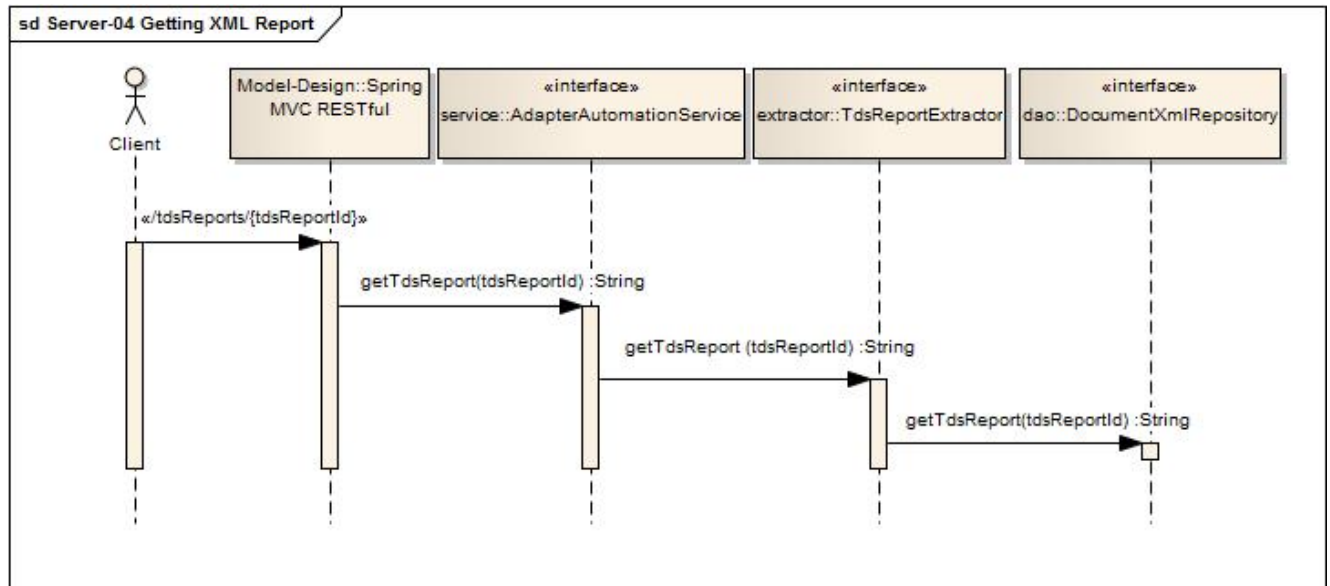 sd Server-04 Getting XML Report
Client
Model-Design::Spring
MVC RESTful
«interface»
service::AdapterAutomationService
«interface»
extractor::TdsReportExtractor
«interface»
dao::DocumentXmlRepository
«/tdsReports/{tdsReportId}»
getTdsReport(tdsReportId) :String
getTdsReport (tdsReportId) :String
getTdsReport(tdsReportId) :String